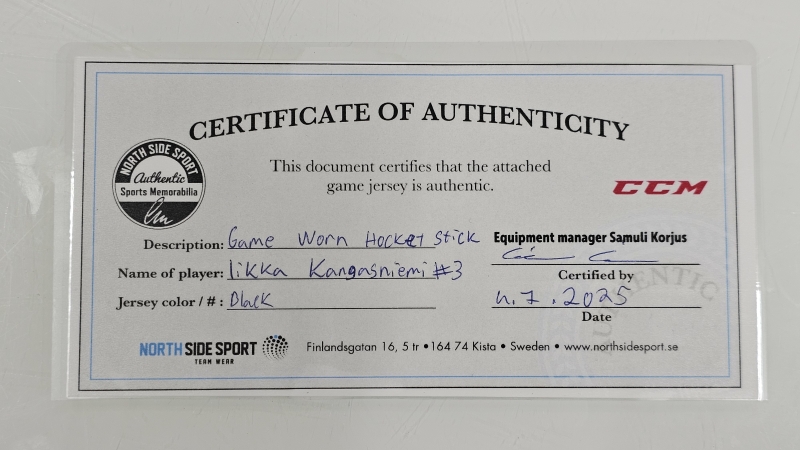 CERTIFICATE OF AUTHENTICITY
NORTH SIDE SPORT
Authentic
Sports Memorabilia
This document certifies that the attached
game jersey is authentic.
CCM
Description: Game Worn Hockey Stick
Equipment manager Samuli Korjus
Name of player: Iikka Kangasniemi #3
Certified by
Jersey color / # : Black
4.7.2025
Date
AUTHENTIC
NORTH SIDE SPORT
TEAM WEAR
Finlandsgatan 16, 5 tr • 164 74 Kista • Sweden • www.northsidesport.se